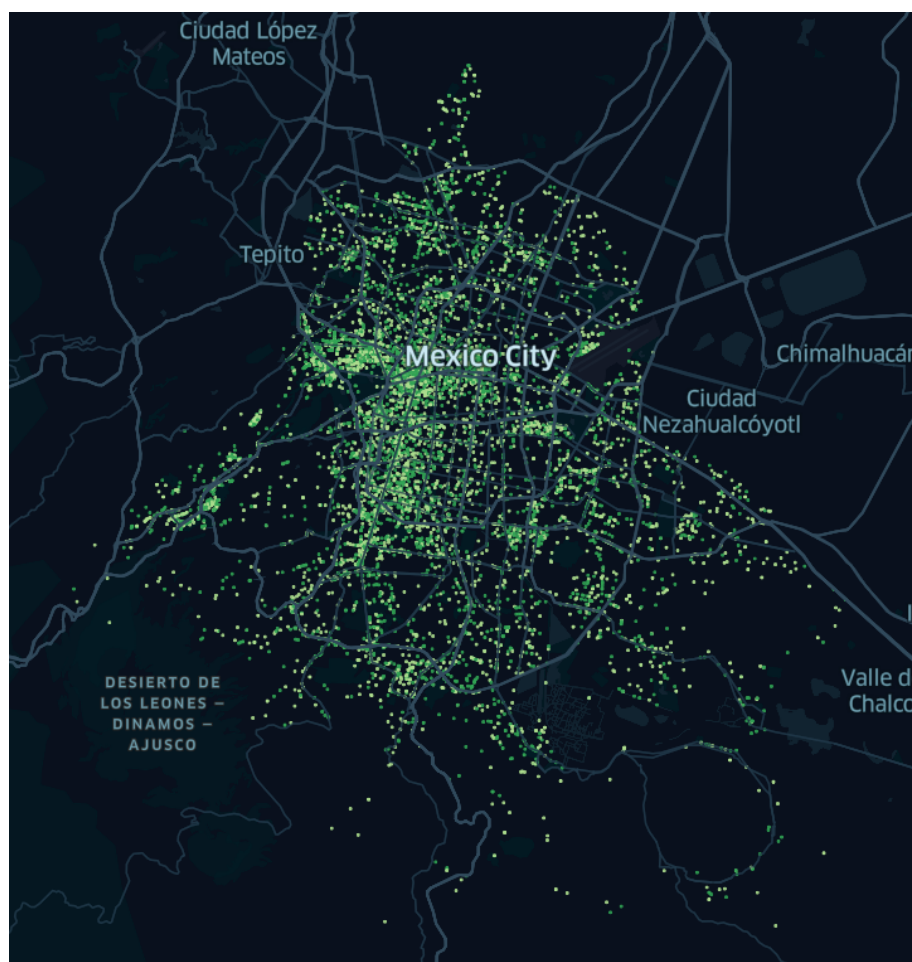 Ciudad López
Mateos
Tepito
Mexico City
Chimalhuacán
Ciudad
Nezahualcóyotl
DESIERTO DE
LOS LEONES –
DINAMOS –
AJUSCO
Valle d
Chalco